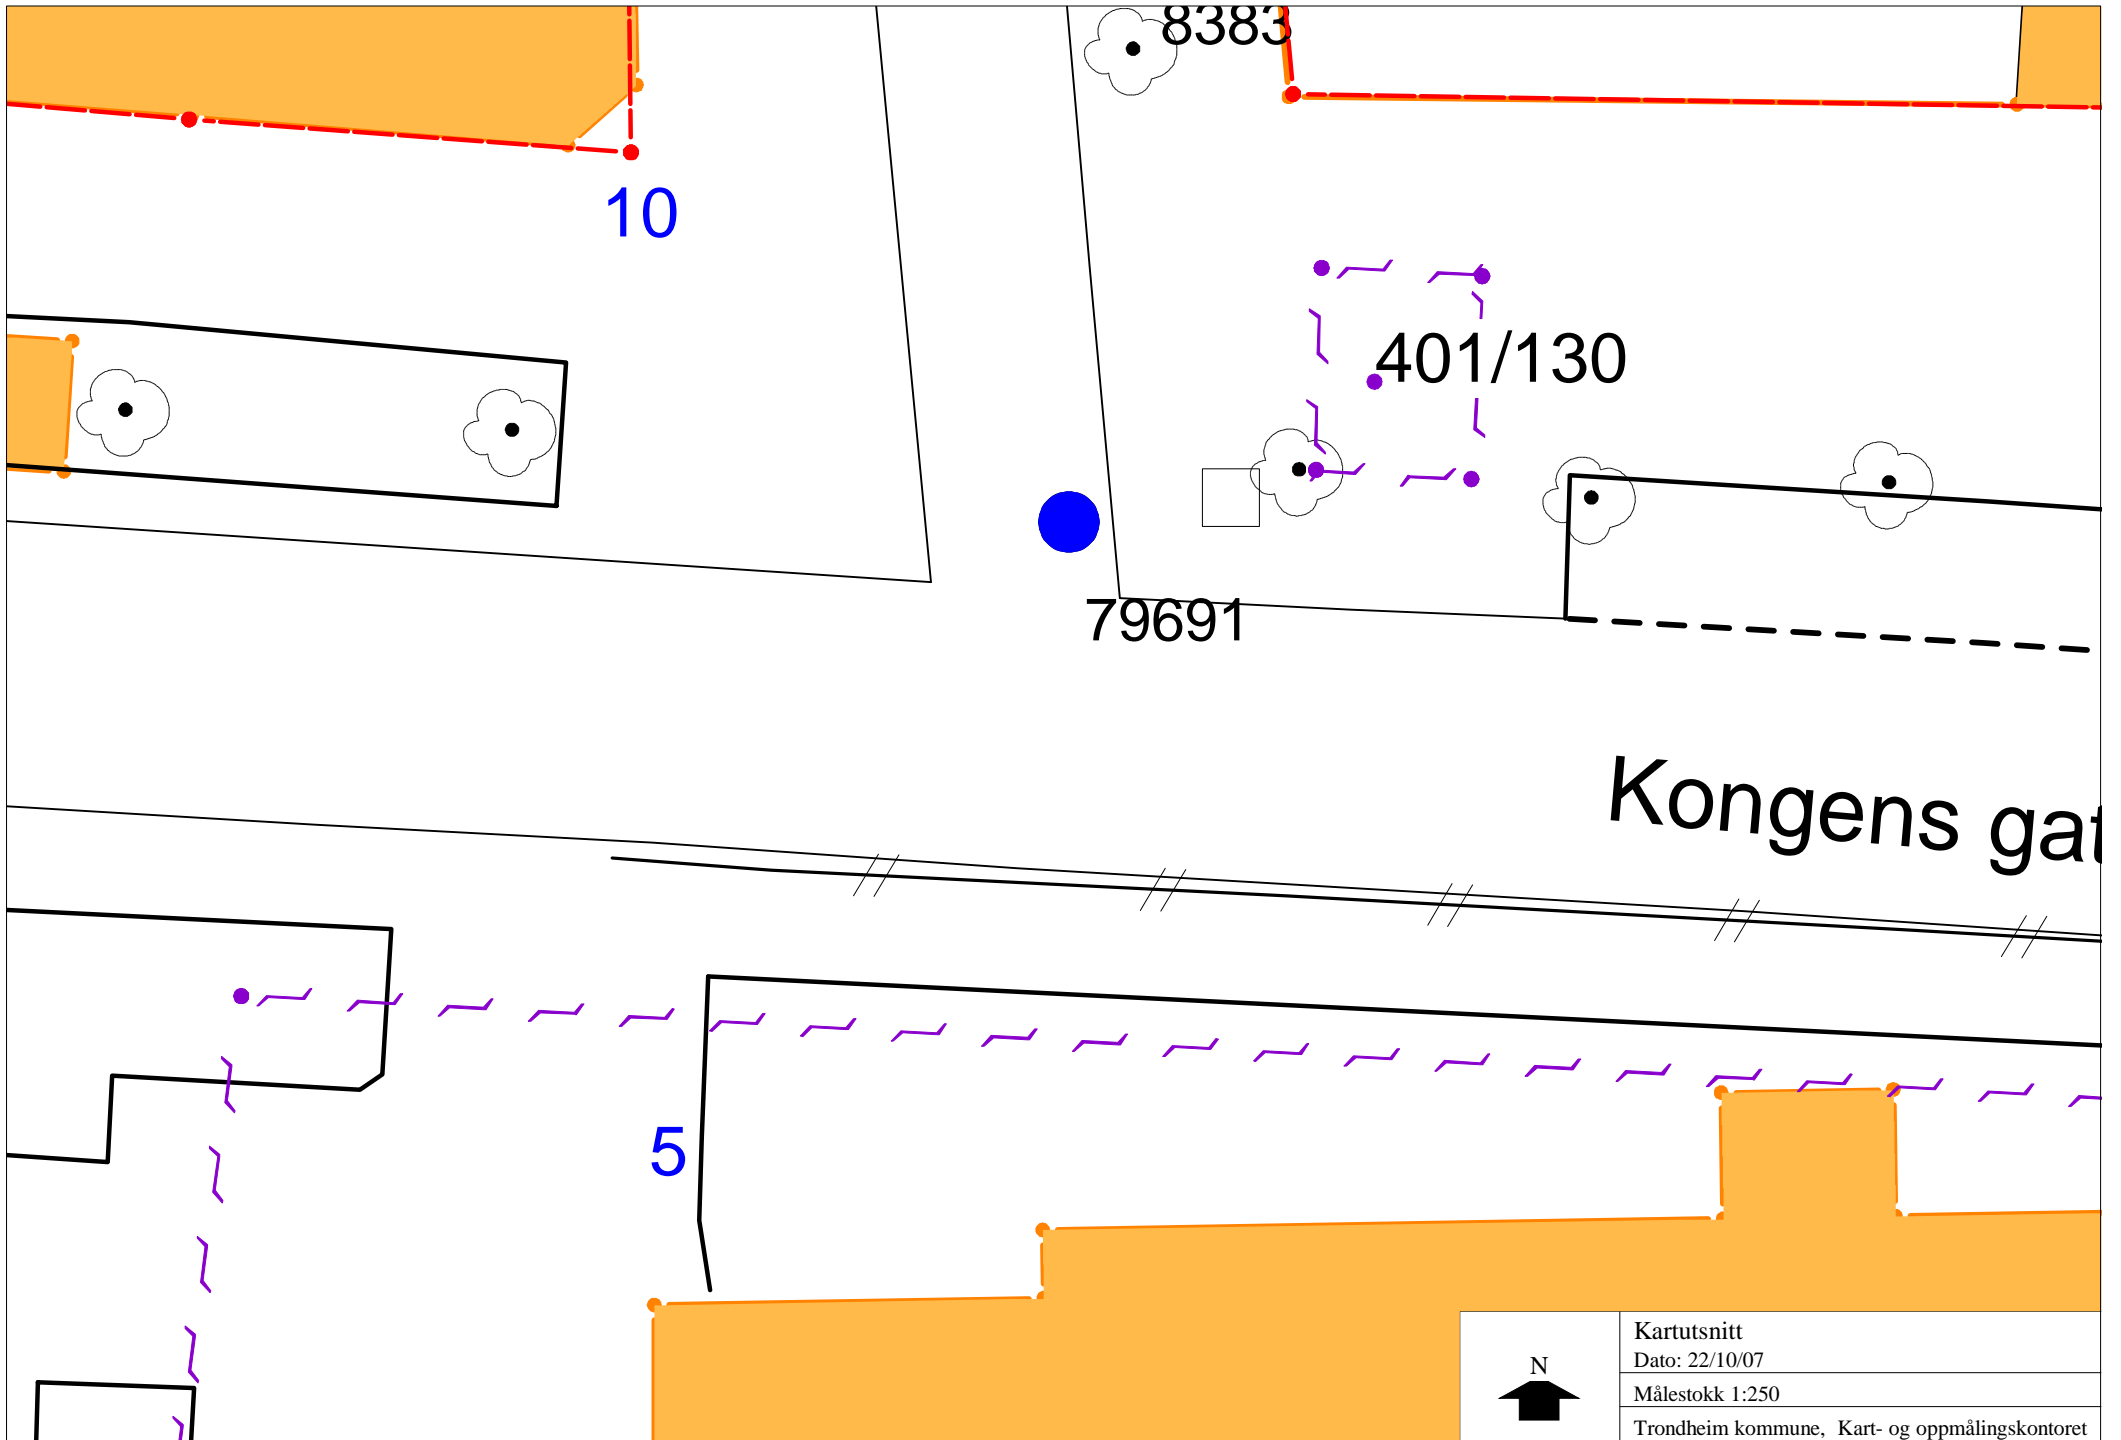 8383
10
401/130
79691
Kongens gat
5
N
Kartutsnitt
Dato: 22/10/07
Målestokk 1:250
Trondheim kommune, Kart- og oppmålingskontoret